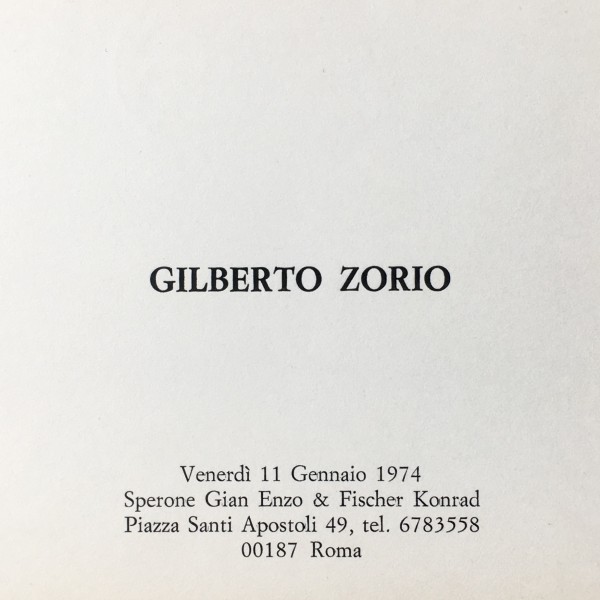 GILBERTO ZORIO
Venerdì 11 Gennaio 1974
Sperone Gian Enzo & Fischer Konrad
Piazza Santi Apostoli 49, tel. 6783558
00187 Roma